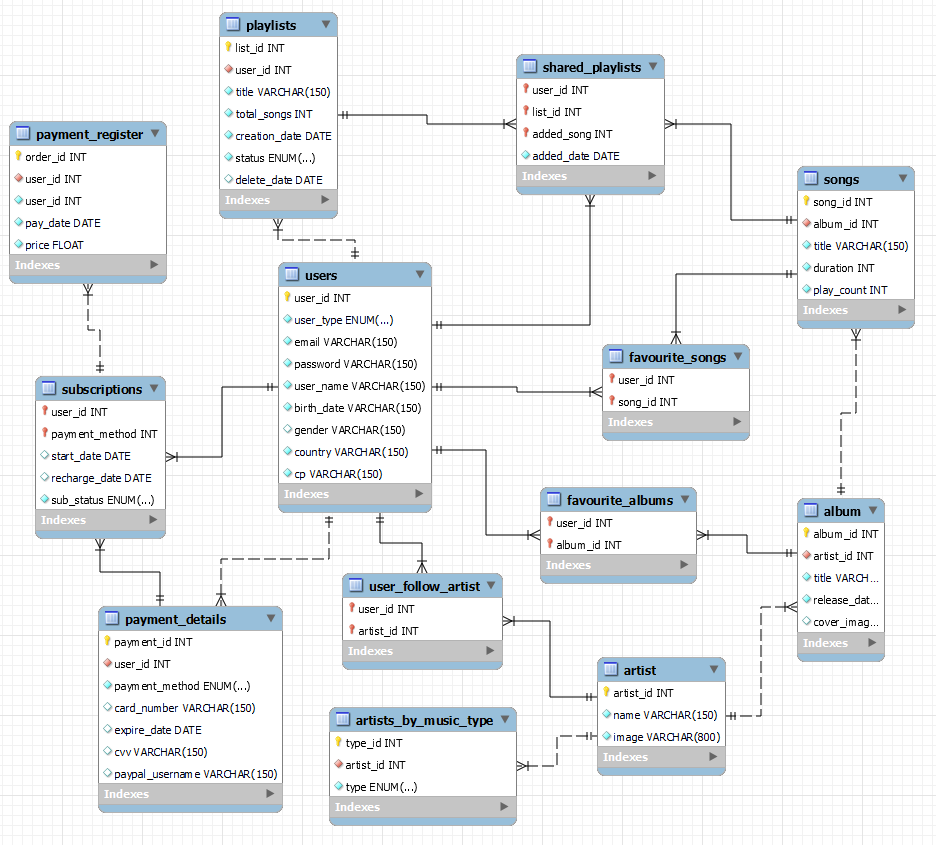 playlists
list_id INT
user_id INT
title VARCHAR(150)
total_songs INT
creation_date DATE
status ENUM(...)
delete_date DATE
Indexes
shared_playlists
user_id INT
list_id INT
added_song INT
added_date DATE
Indexes
payment_register
order_id INT
user_id INT
user_id INT
pay_date DATE
price FLOAT
Indexes
songs
song_id INT
album_id INT
title VARCHAR(150)
duration INT
play_count INT
Indexes
users
user_id INT
user_type ENUM(...)
email VARCHAR(150)
password VARCHAR(150)
user_name VARCHAR(150)
birth_date VARCHAR(150)
gender VARCHAR(150)
country VARCHAR(150)
cp VARCHAR(150)
Indexes
favourite_songs
user_id INT
song_id INT
Indexes
subscriptions
user_id INT
payment_method INT
start_date DATE
recharge_date DATE
sub_status ENUM(...)
Indexes
favourite_albums
user_id INT
album_id INT
Indexes
album
album_id INT
artist_id INT
title VARCH...
release_dat...
cover_imag...
Indexes
user_follow_artist
user_id INT
artist_id INT
Indexes
payment_details
payment_id INT
user_id INT
payment_method ENUM(...)
card_number VARCHAR(150)
expire_date DATE
cvv VARCHAR(150)
paypal_username VARCHAR(150)
Indexes
artist
artist_id INT
name VARCHAR(150)
image VARCHAR(800)
Indexes
artists_by_music_type
type_id INT
artist_id INT
type ENUM(...)
Indexes